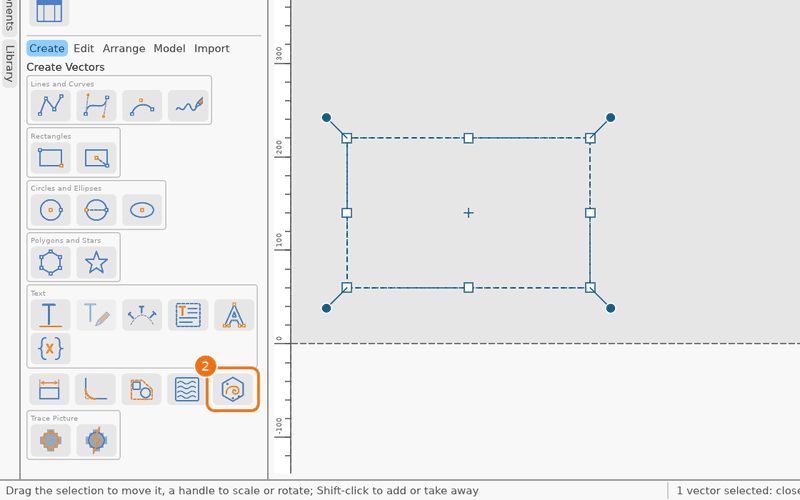 Library
Create Edit Arrange Model Import
Create Vectors
Lines and Curves
Rectangles
Circles and Ellipses
Polygons and Stars
Text
2
Trace Picture
300
200
100
0
-100
Drag the selection to move it, a handle to scale or rotate; Shift-click to add or take away
1 vector selected: close